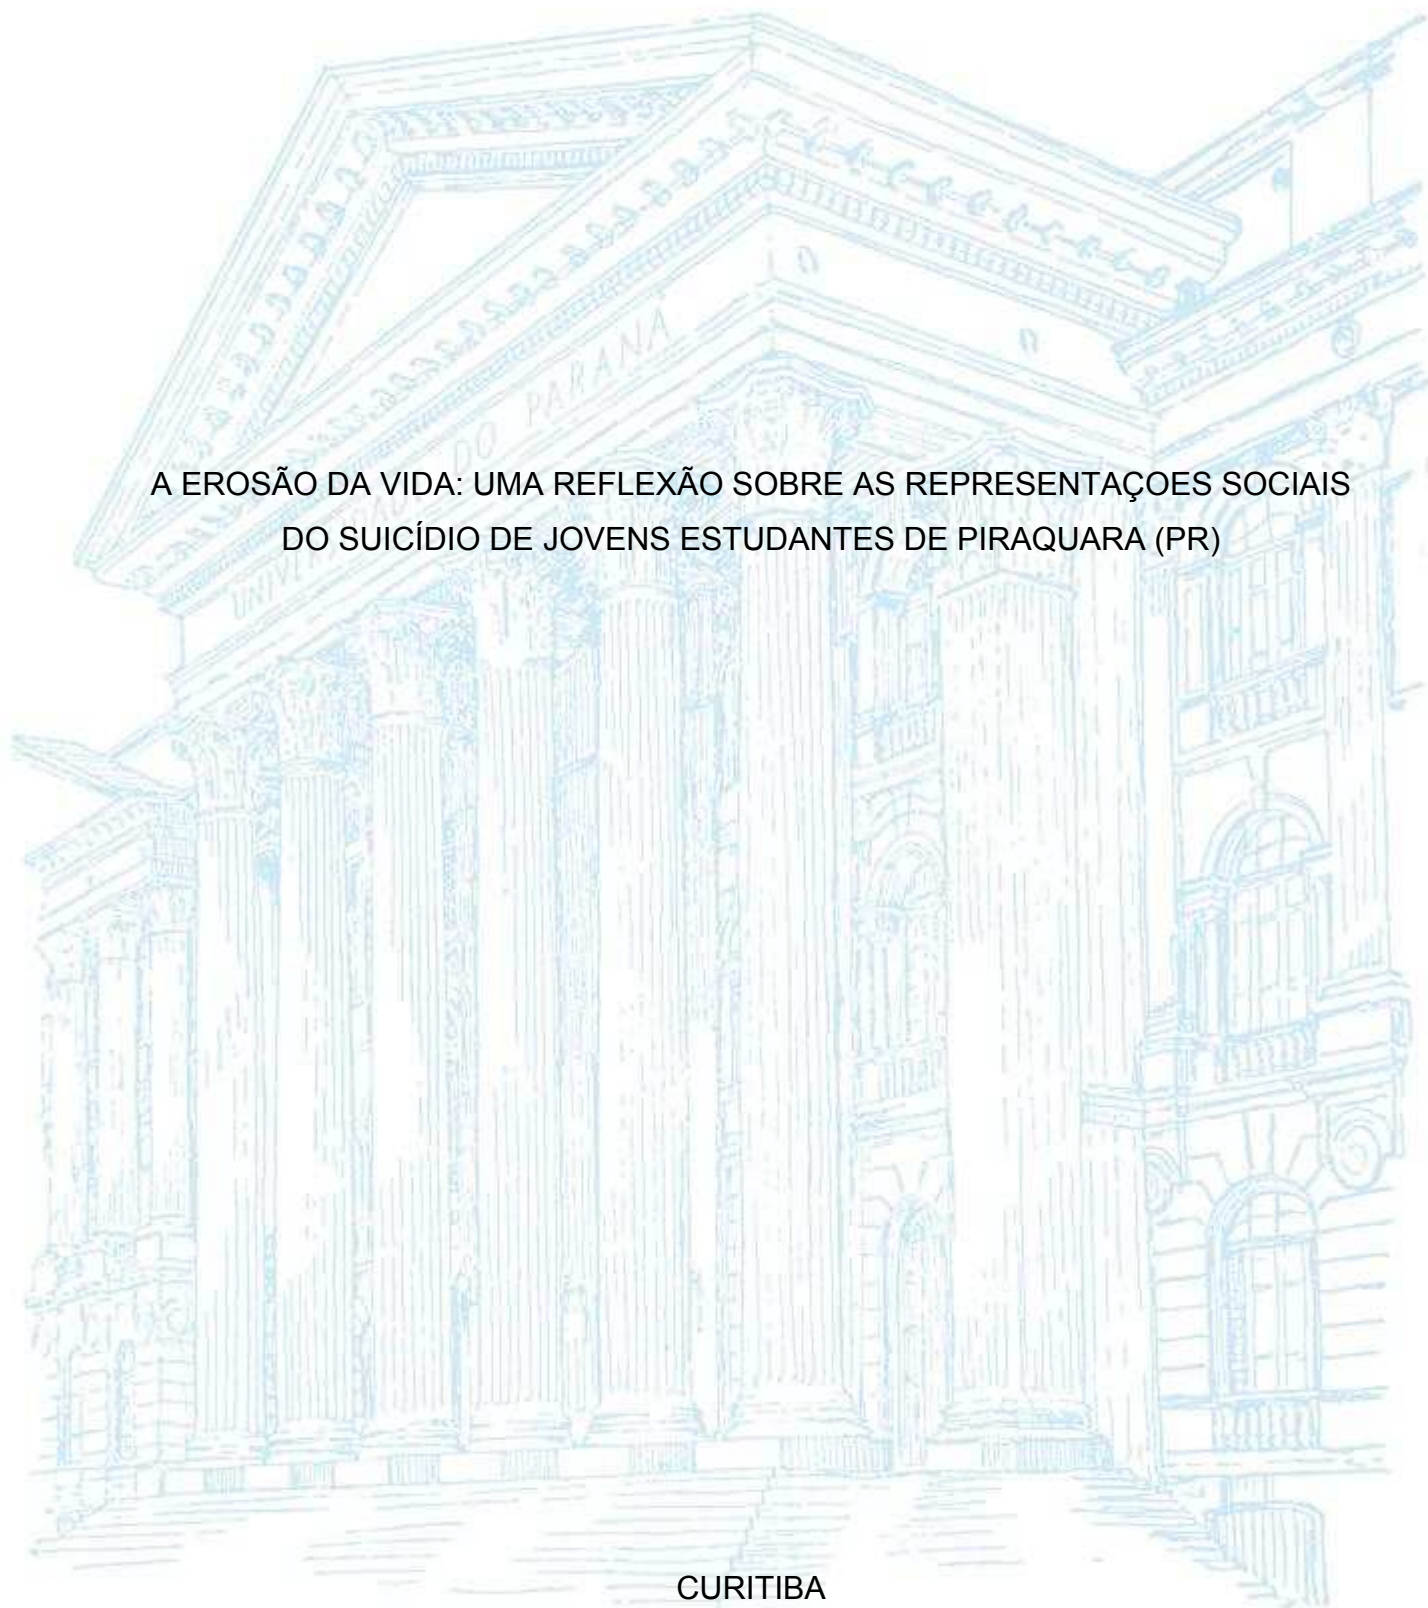 DO PARANÁ
A EROSÃO DA VIDA: UMA REFLEXÃO SOBRE AS REPRESENTAÇOES SOCIAIS
DO SUICÍDIO DE JOVENS ESTUDANTES DE PIRAQUARA (PR)
CURITIBA